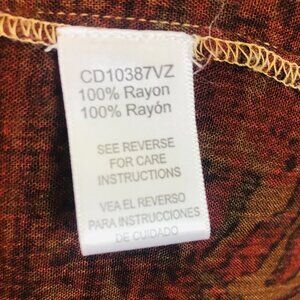 CD10387VZ
100% Rayon
100% Rayón
SEE REVERSE
FOR CARE
INSTRUCTIONS
VEA EL REVERSO
PARA INSTRUCCIONES
DE CUIDADO